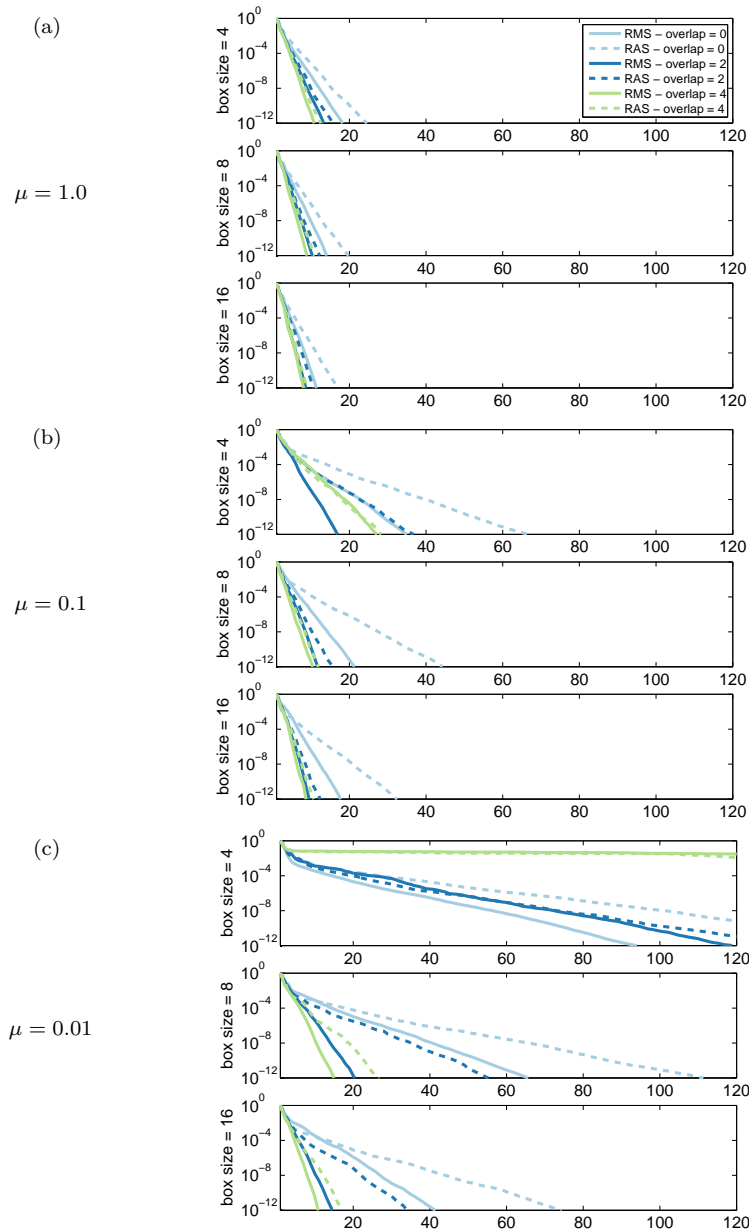 (a)
μ = 1.0
box size = 4
10^0
10^−4
10^−8
10^−12
20 40 60 80 100 120
RMS − overlap = 0
RAS − overlap = 0
RMS − overlap = 2
RAS − overlap = 2
RMS − overlap = 4
RAS − overlap = 4
box size = 8
10^0
10^−4
10^−8
10^−12
20 40 60 80 100 120
box size = 16
10^0
10^−4
10^−8
10^−12
20 40 60 80 100 120
(b)
μ = 0.1
box size = 4
10^0
10^−4
10^−8
10^−12
20 40 60 80 100 120
box size = 8
10^0
10^−4
10^−8
10^−12
20 40 60 80 100 120
box size = 16
10^0
10^−4
10^−8
10^−12
20 40 60 80 100 120
(c)
μ = 0.01
box size = 4
10^0
10^−4
10^−8
10^−12
20 40 60 80 100 120
box size = 8
10^0
10^−4
10^−8
10^−12
20 40 60 80 100 120
box size = 16
10^0
10^−4
10^−8
10^−12
20 40 60 80 100 120